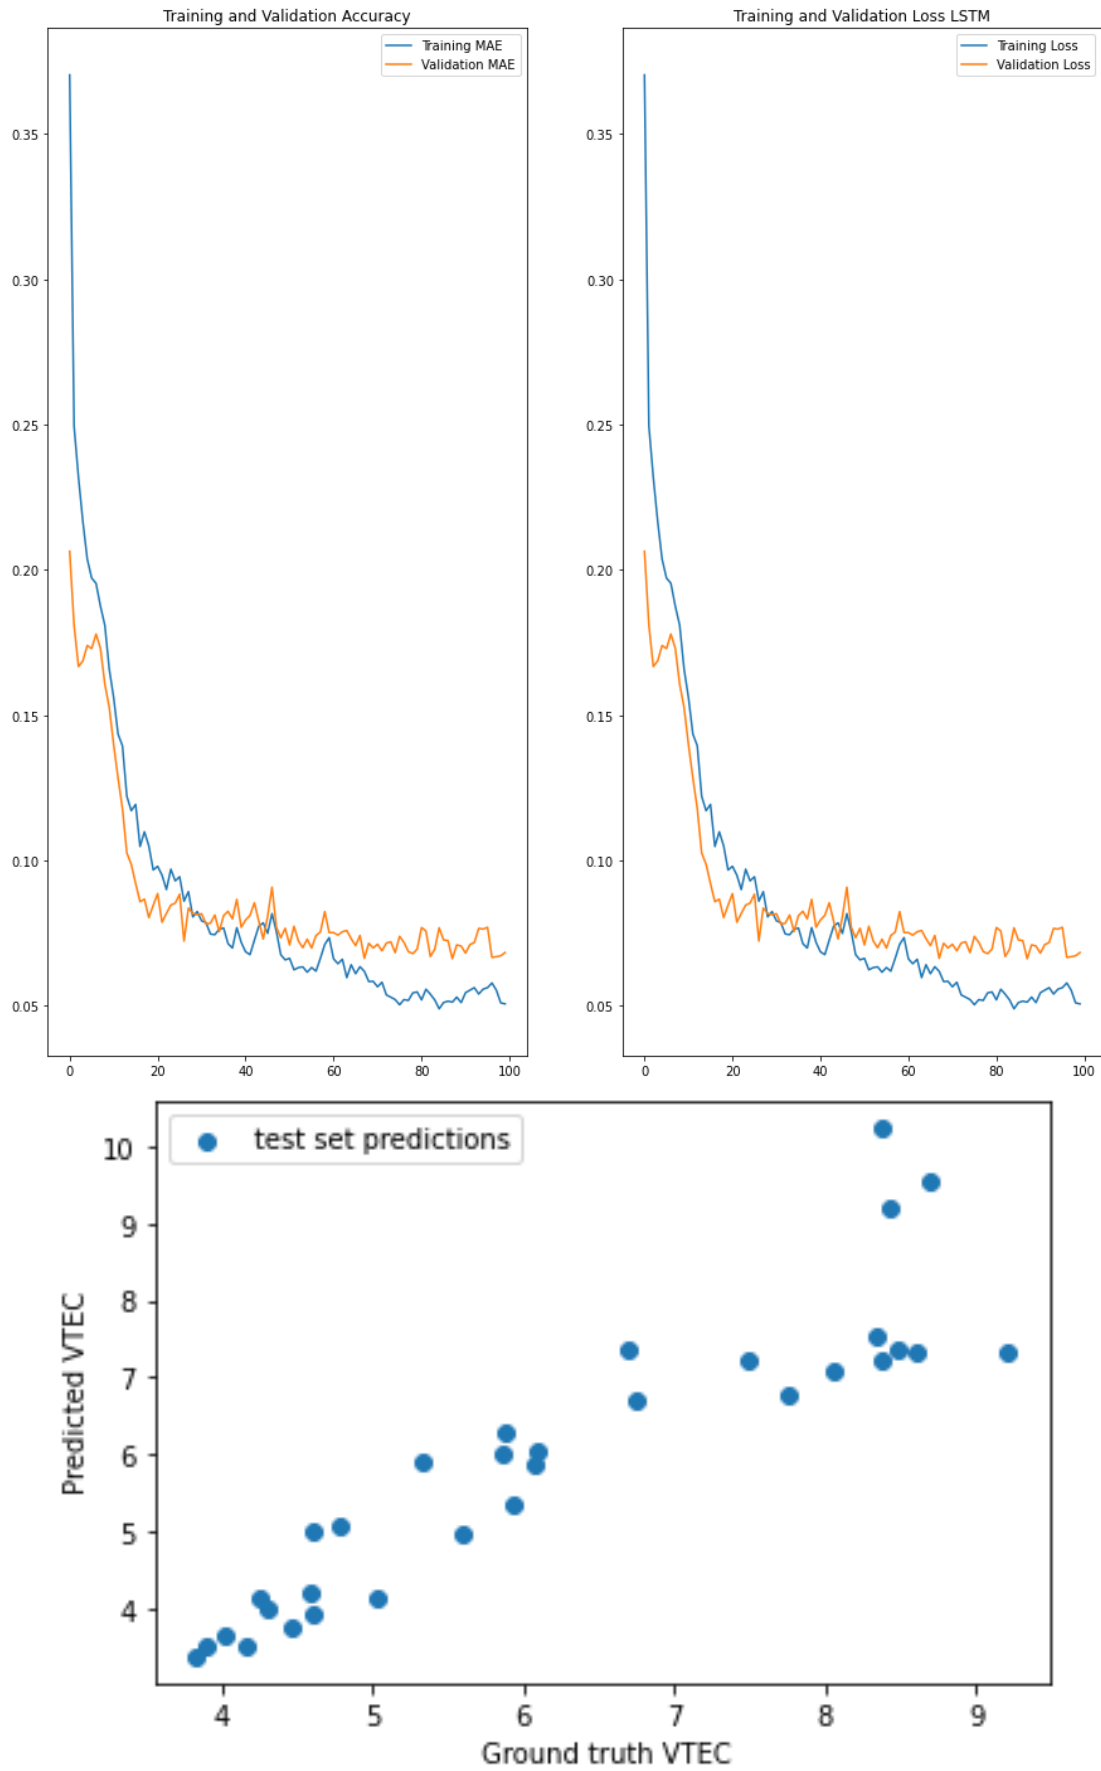 Training and Validation Accuracy
Training MAE
Validation MAE
0.35
0.30
0.25
0.20
0.15
0.10
0.05
0 20 40 60 80 100
Training and Validation Loss LSTM
Training Loss
Validation Loss
0.35
0.30
0.25
0.20
0.15
0.10
0.05
0 20 40 60 80 100
test set predictions
Predicted VTEC
10
9
8
7
6
5
4
4 5 6 7 8 9
Ground truth VTEC